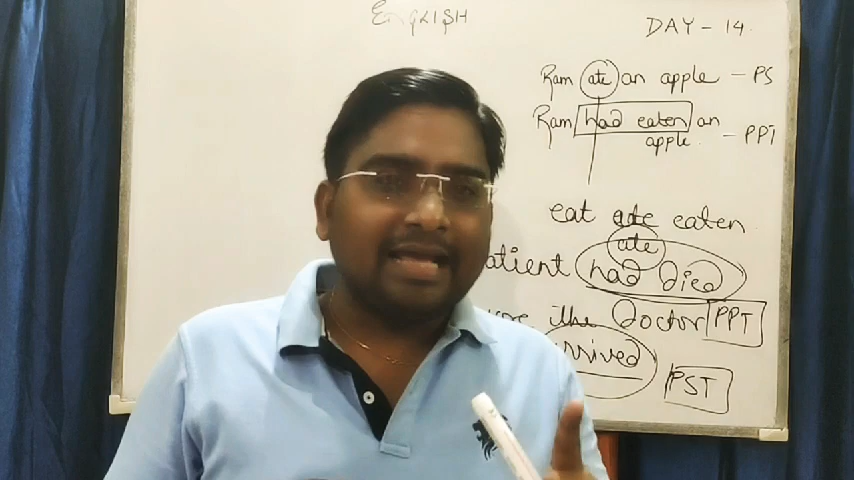 English
DAY - 14
Ram ate an apple - PS
Ram had eaten an
apple. - PPT
eat eaten
ate
atient had died
the Doctor PPT
rrived
PST